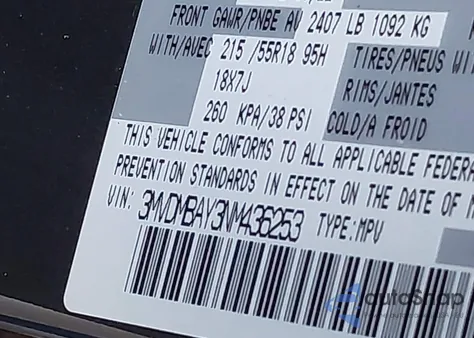 FRONT GAWR/PNBE AV 2407 LB 1092 KG
WITH/AVEC 215 /55R18 95H TIRES/PNEUS
18X7J RIMS/JANTES
260 KPA/38 PSI COLD/A FROID
THIS VEHICLE CONFORMS TO ALL APPLICABLE
PREVENTION STANDARDS IN EFFECT ON THE DATE OF
VIN: 3MVDMBAY3NM436253 TYPE:MPV
autoSnap